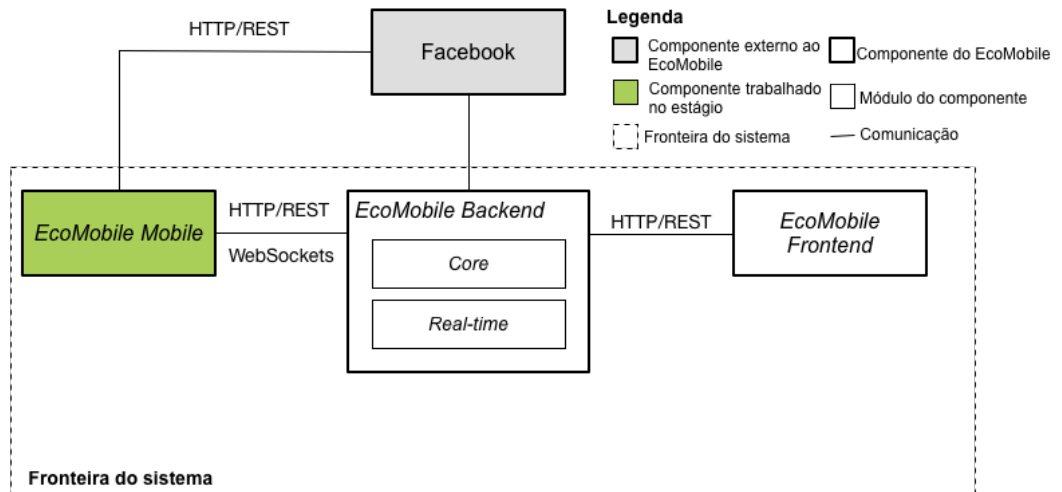 HTTP/REST
Facebook
Legenda
Componente externo ao
EcoMobile
Componente do EcoMobile
Componente trabalhado
no estágio
Módulo do componente
Fronteira do sistema
Comunicação
EcoMobile Mobile
HTTP/REST
WebSockets
EcoMobile Backend
Core
Real-time
HTTP/REST
EcoMobile
Frontend
Fronteira do sistema